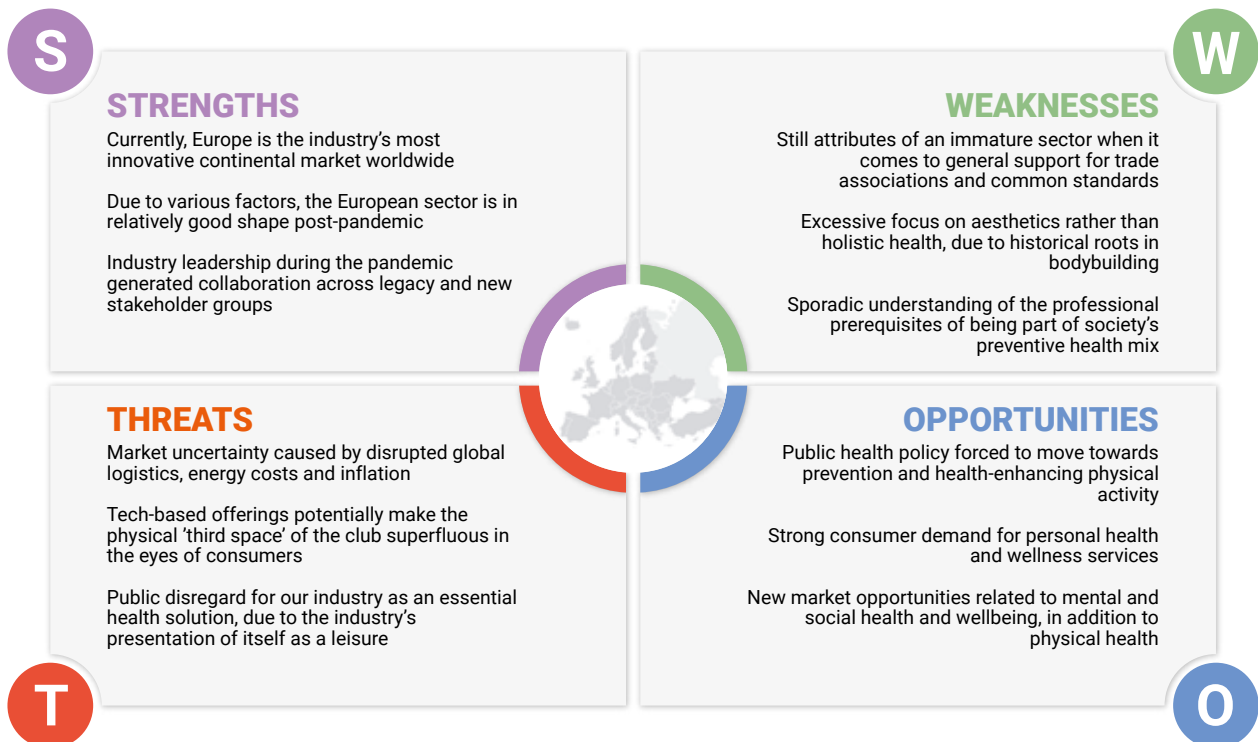 S
STRENGTHS
Currently, Europe is the industry's most
innovative continental market worldwide
Due to various factors, the European sector is in
relatively good shape post-pandemic
Industry leadership during the pandemic
generated collaboration across legacy and new
stakeholder groups
W
WEAKNESSES
Still attributes of an immature sector when it
comes to general support for trade
associations and common standards
Excessive focus on aesthetics rather than
holistic health, due to historical roots in
bodybuilding
Sporadic understanding of the professional
prerequisites of being part of society's
preventive health mix
THREATS
Market uncertainty caused by disrupted global
logistics, energy costs and inflation
Tech-based offerings potentially make the
physical 'third space' of the club superfluous in
the eyes of consumers
Public disregard for our industry as an essential
health solution, due to the industry's
presentation of itself as a leisure
T
OPPORTUNITIES
Public health policy forced to move towards
prevention and health-enhancing physical
activity
Strong consumer demand for personal health
and wellness services
New market opportunities related to mental and
social health and wellbeing, in addition to
physical health
O